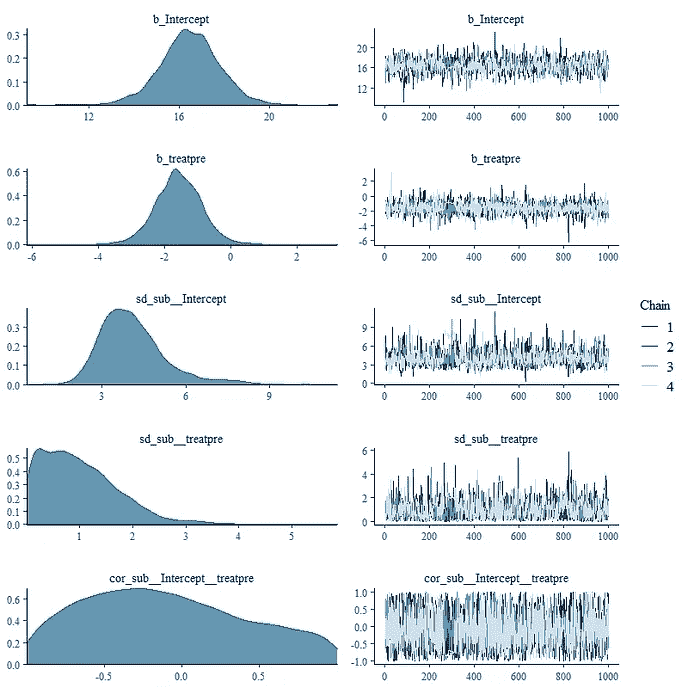 b_Intercept
0.3
0.2
0.1
0.0
12 16 20
b_Intercept
20
16
12
0 200 400 600 800 1000
b_treatpre
0.6
0.4
0.2
0.0
-6 -4 -2 0 2
b_treatpre
2
0
-2
-4
-6
0 200 400 600 800 1000
sd_sub__Intercept
0.3
0.2
0.1
0.0
3 6 9
sd_sub__Intercept
9
6
3
0
0 200 400 600 800 1000
Chain
1
2
3
4
sd_sub__treatpre
0.5
0.4
0.3
0.2
0.1
0.0
1 2 3 4 5
sd_sub__treatpre
6
4
2
0
0 200 400 600 800 1000
cor_sub__Intercept__treatpre
0.6
0.4
0.2
0.0
-0.5 0.0 0.5
cor_sub__Intercept__treatpre
1.0
0.5
0.0
-0.5
-1.0
0 200 400 600 800 1000